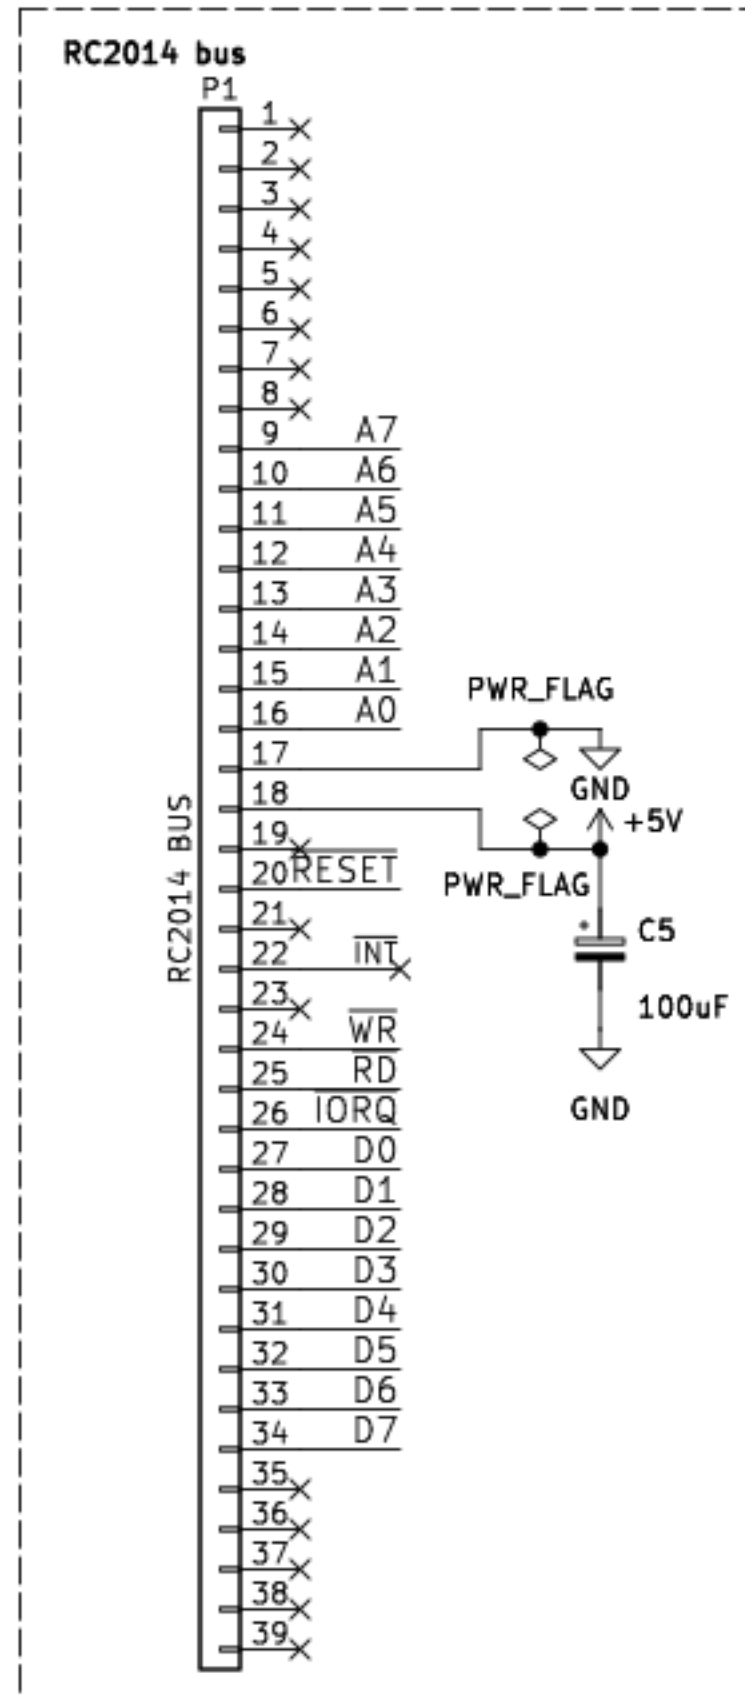 RC2014 bus
P1
1
2
3
4
5
6
7
8
9 A7
10 A6
11 A5
12 A4
13 A3
14 A2
15 A1
PWR_FLAG
16 A0
17
GND
18
+5V
19
20 RESET
PWR_FLAG
RC2014 BUS
21
C5
22 INT
23
100uF
24 WR
25 RD
26 IORQ
GND
27 D0
28 D1
29 D2
30 D3
31 D4
32 D5
33 D6
34 D7
35
36
37
38
39